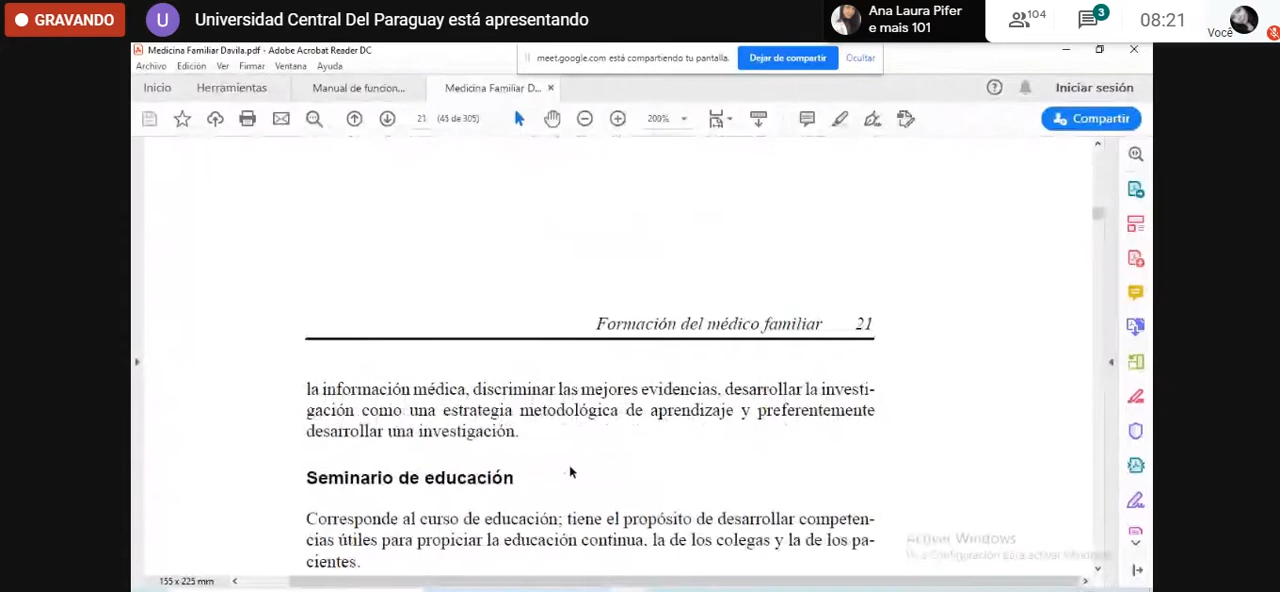 GRAVANDO
U
Universidad Central Del Paraguay está apresentando
Ana Laura Pifer
e mais 101
104
3
08:21
Você
Medicina Familiar Davila.pdf - Adobe Acrobat Reader DC
Archivo Edición Ver Firmar Ventana Ayuda
meet.google.com está compartiendo tu pantalla.
Dejar de compartir
Ocultar
Inicio
Herramientas
Manual de funcion...
Medicina Familiar D...
Iniciar sesión
21 (45 de 305)
200%
Compartir
Formación del médico familiar 21
la información médica, discriminar las mejores evidencias, desarrollar la investi-
gación como una estrategia metodológica de aprendizaje y preferentemente
desarrollar una investigación.
Seminario de educación
Corresponde al curso de educación; tiene el propósito de desarrollar competen-
cias útiles para propiciar la educación continua, la de los colegas y la de los pa-
cientes.
Activar Windows
a Configuración para activar Windows.
155 x 225 mm